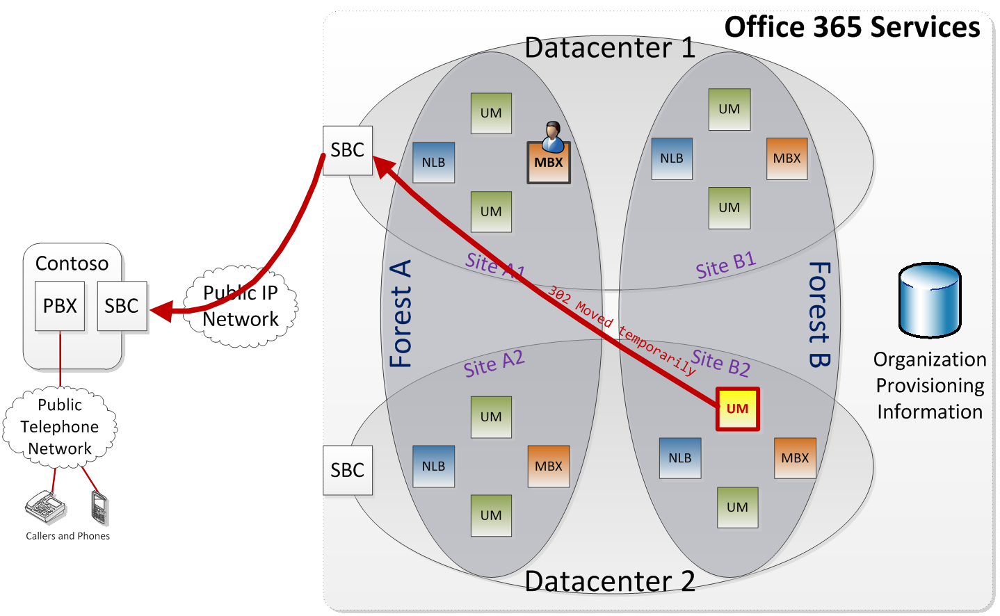 Office 365 Services
Datacenter 1
UM
UM
SBC
NLB
MBX
NLB
MBX
UM
UM
Site A1
Site B1
Contoso
PBX
SBC
Public IP
Network
Forest A
Forest B
302 Moved temporarily
Site A2
Site B2
Organization
Provisioning
Information
Public
Telephone
Network
UM
UM
SBC
NLB
MBX
NLB
MBX
UM
UM
Callers and Phones
Datacenter 2